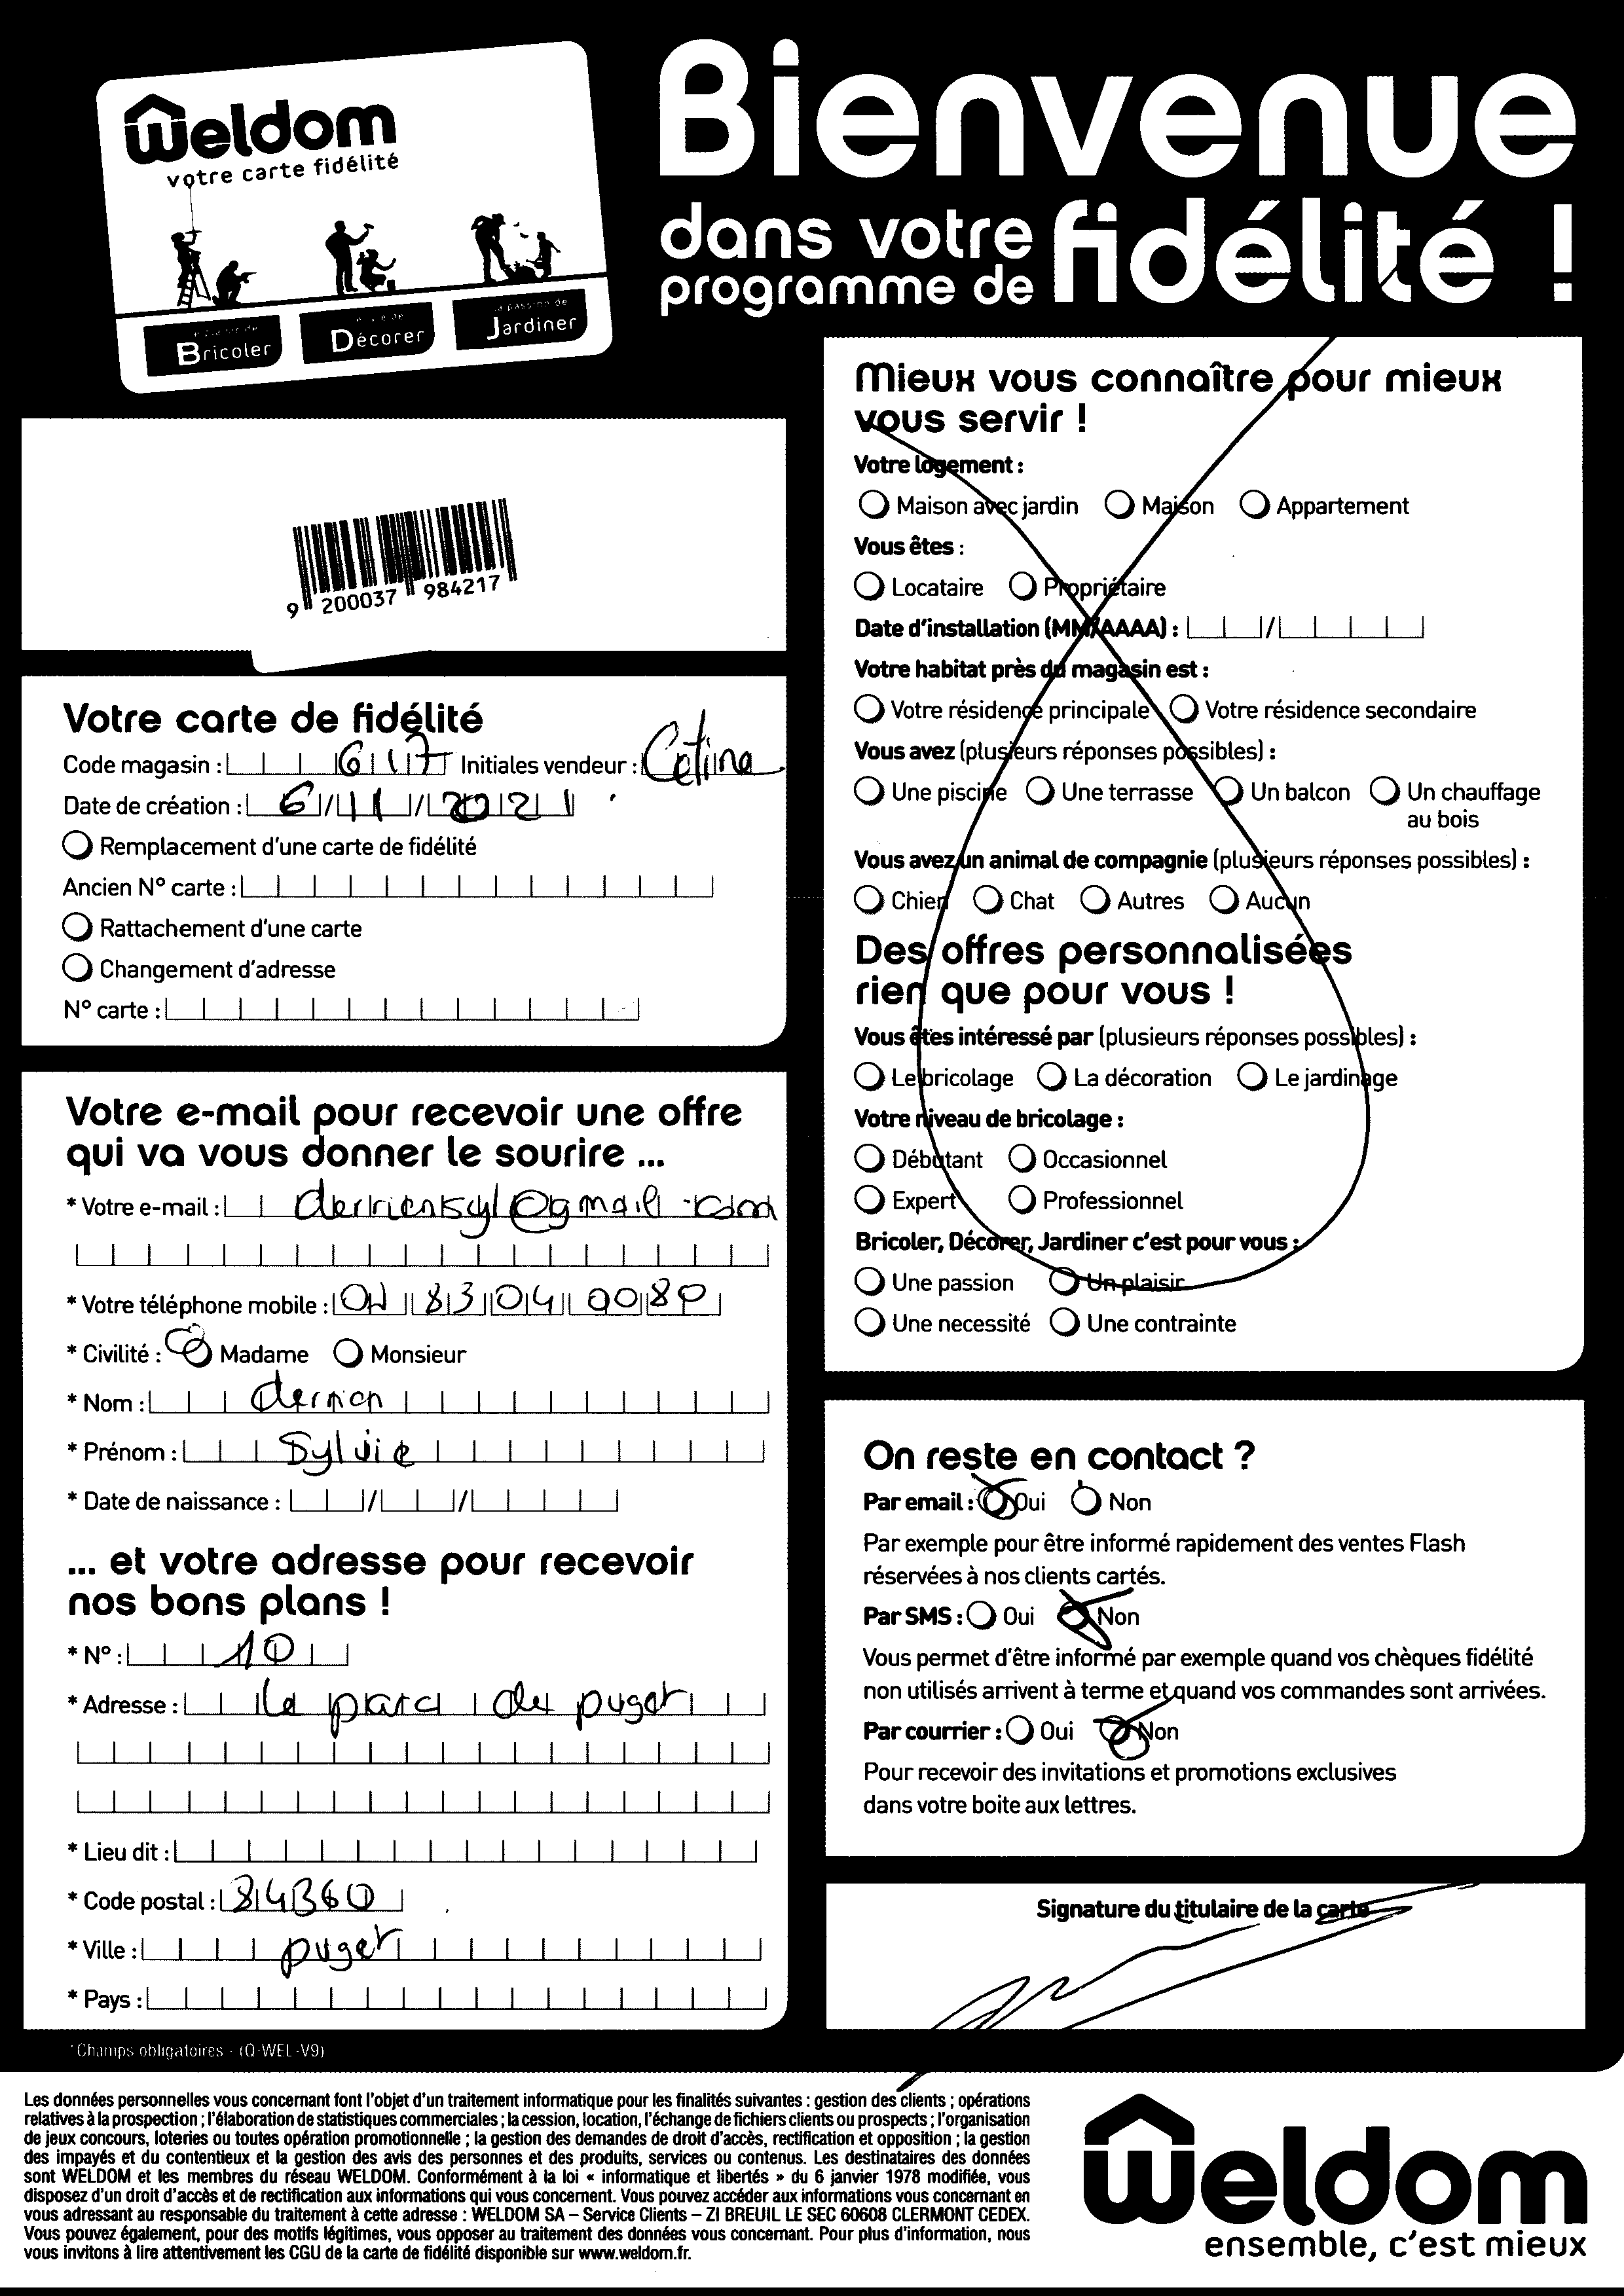 Weldom
votre carte fidélité
Bricoler
Décorer
la passion de
Jardiner
Bienvenue
dans votre
programme de
fidélité !
9 200037 984217
Votre carte de fidélité
Code magasin : 617 Initiales vendeur :
Date de création : 6/11/2021
Remplacement d'une carte de fidélité
Ancien N° carte :
Rattachement d'une carte
Changement d'adresse
N° carte :
Votre e-mail pour recevoir une offre
qui va vous donner le sourire ...
* Votre e-mail : derriensyl@gmail.com
* Votre téléphone mobile :
* Civilité : Madame Monsieur
* Nom :
* Prénom : Sylvie
* Date de naissance : / /
... et votre adresse pour recevoir
nos bons plans !
* N° : 10
* Adresse : le parc de puget
* Lieu dit :
* Code postal : 84360
* Ville : puget
* Pays :
*Champs obligatoires - (Q-WEL-V9)
Mieux vous connaître pour mieux
vous servir !
Votre logement :
Maison avec jardin Maison Appartement
Vous êtes :
Locataire Propriétaire
Date d'installation (MM/AAAA) : /
Votre habitat près du magasin est :
Votre résidence principale Votre résidence secondaire
Vous avez (plusieurs réponses possibles) :
Une piscine Une terrasse Un balcon Un chauffage
au bois
Vous avez un animal de compagnie (plusieurs réponses possibles) :
Chien Chat Autres Aucun
Des offres personnalisées
rien que pour vous !
Vous êtes intéressé par (plusieurs réponses possibles) :
Le bricolage La décoration Le jardinage
Votre niveau de bricolage :
Débutant Occasionnel
Expert Professionnel
Bricoler, Décorer, Jardiner c'est pour vous :
Une passion Un plaisir
Une necessité Une contrainte
On reste en contact ?
Par email : Oui Non
Par exemple pour être informé rapidement des ventes Flash
réservées à nos clients cartés.
Par SMS : Oui Non
Vous permet d'être informé par exemple quand vos chèques fidélité
non utilisés arrivent à terme et quand vos commandes sont arrivées.
Par courrier : Oui Non
Pour recevoir des invitations et promotions exclusives
dans votre boite aux lettres.
Signature du titulaire de la carte
Les données personnelles vous concernant font l'objet d'un traitement informatique pour les finalités suivantes : gestion des clients ; opérations
relatives à la prospection ; l'élaboration de statistiques commerciales ; la cession, location, l'échange de fichiers clients ou prospects ; l'organisation
de jeux concours, loteries ou toutes opération promotionnelle ; la gestion des demandes de droit d'accès, rectification et opposition ; la gestion
des impayés et du contentieux et la gestion des avis des personnes et des produits, services ou contenus. Les destinataires des données
sont WELDOM et les membres du réseau WELDOM. Conformément à la loi « informatique et libertés » du 6 janvier 1978 modifiée, vous
disposez d'un droit d'accès et de rectification aux informations qui vous concernent. Vous pouvez accéder aux informations vous concernant en
vous adressant au responsable du traitement à cette adresse : WELDOM SA – Service Clients – ZI BREUIL LE SEC 60608 CLERMONT CEDEX.
Vous pouvez également, pour des motifs légitimes, vous opposer au traitement des données vous concernant. Pour plus d'information, nous
vous invitons à lire attentivement les CGU de la carte de fidélité disponible sur www.weldom.fr.
Weldom
ensemble, c'est mieux